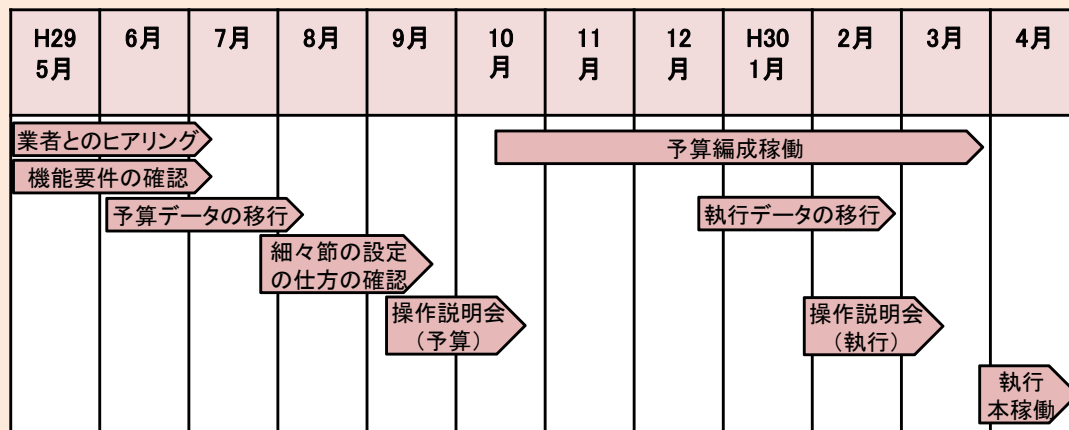 H29
5月
6月
7月
8月
9月
10
月
11
月
12
月
H30
1月
2月
3月
4月
業者とのヒアリング
機能要件の確認
予算データの移行
細々節の設定
の仕方の確認
操作説明会
（予算）
予算編成稼働
執行データの移行
操作説明会
（執行）
執行
本稼働